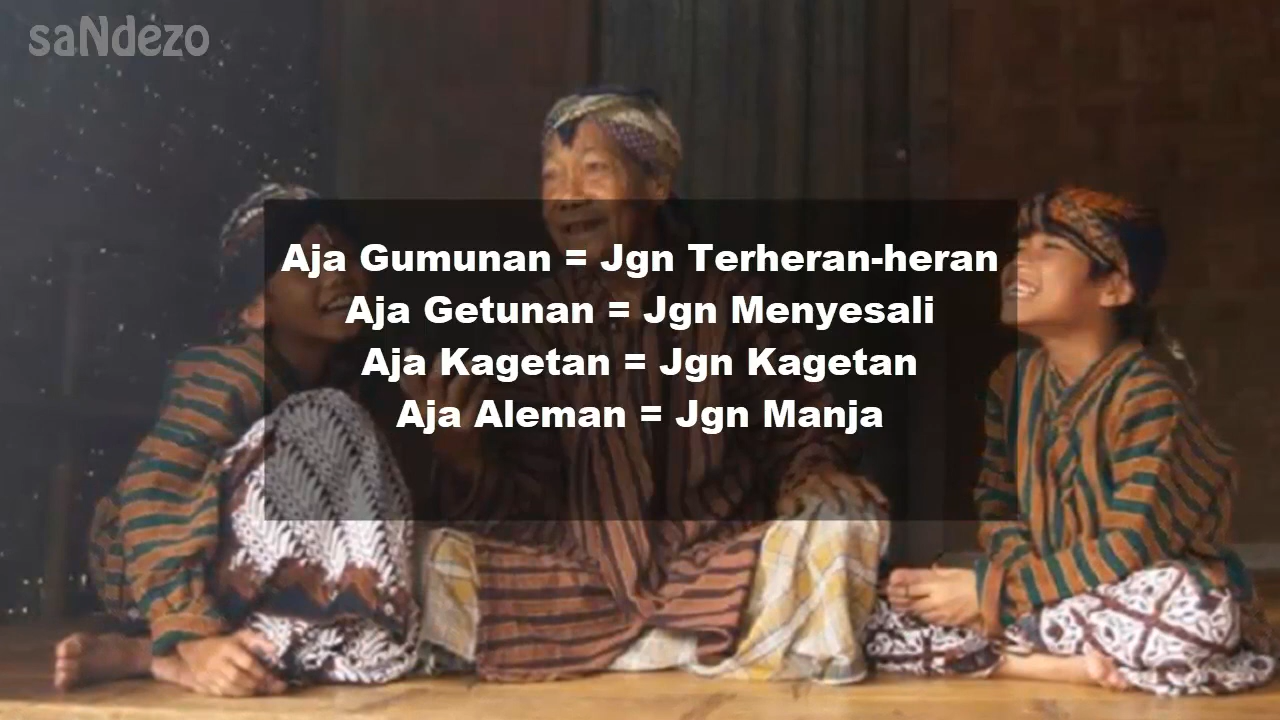 saNdezo
Aja Gumunan = Jgn Terheran-heran
Aja Getunan = Jgn Menyesali
Aja Kagetan = Jgn Kagetan
Aja Aleman = Jgn Manja